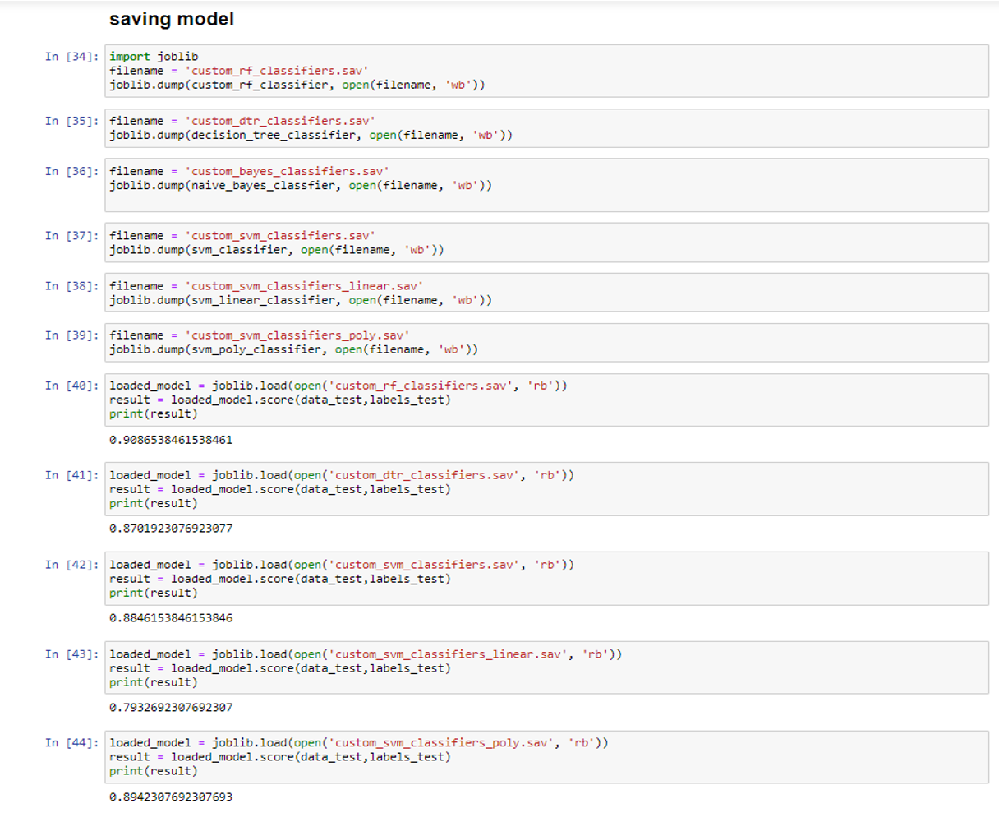 saving model
In [34]:
import joblib
filename = 'custom_rf_classifiers.sav'
joblib.dump(custom_rf_classifier, open(filename, 'wb'))
In [35]:
filename = 'custom_dtr_classifiers.sav'
joblib.dump(decision_tree_classifier, open(filename, 'wb'))
In [36]:
filename = 'custom_bayes_classifiers.sav'
joblib.dump(naive_bayes_classfier, open(filename, 'wb'))
In [37]:
filename = 'custom_svm_classifiers.sav'
joblib.dump(svm_classifier, open(filename, 'wb'))
In [38]:
filename = 'custom_svm_classifiers_linear.sav'
joblib.dump(svm_linear_classifier, open(filename, 'wb'))
In [39]:
filename = 'custom_svm_classifiers_poly.sav'
joblib.dump(svm_poly_classifier, open(filename, 'wb'))
In [40]:
loaded_model = joblib.load(open('custom_rf_classifiers.sav', 'rb'))
result = loaded_model.score(data_test,labels_test)
print(result)
0.9086538461538461
In [41]:
loaded_model = joblib.load(open('custom_dtr_classifiers.sav', 'rb'))
result = loaded_model.score(data_test,labels_test)
print(result)
0.8701923076923077
In [42]:
loaded_model = joblib.load(open('custom_svm_classifiers.sav', 'rb'))
result = loaded_model.score(data_test,labels_test)
print(result)
0.8846153846153846
In [43]:
loaded_model = joblib.load(open('custom_svm_classifiers_linear.sav', 'rb'))
result = loaded_model.score(data_test,labels_test)
print(result)
0.7932692307692307
In [44]:
loaded_model = joblib.load(open('custom_svm_classifiers_poly.sav', 'rb'))
result = loaded_model.score(data_test,labels_test)
print(result)
0.8942307692307693